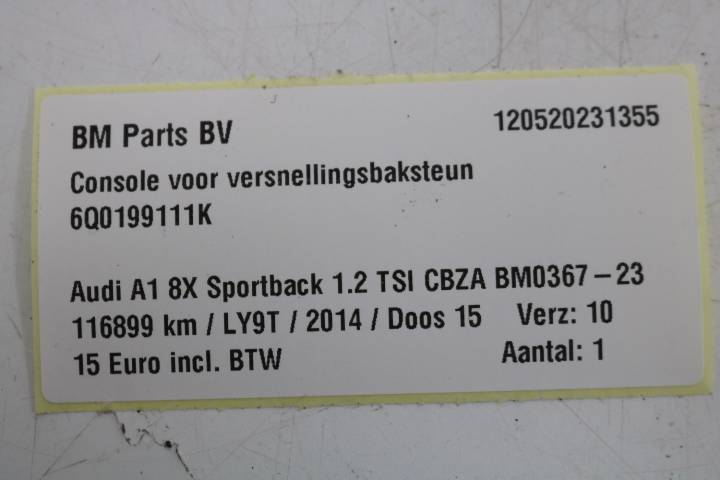 BM Parts BV 120520231355
Console voor versnellingsbaksteun
6Q0199111K
Audi A1 8X Sportback 1.2 TSI CBZA BM0367-23
116899 km / LY9T / 2014 / Doos 15 Verz: 10
15 Euro incl. BTW Aantal: 1